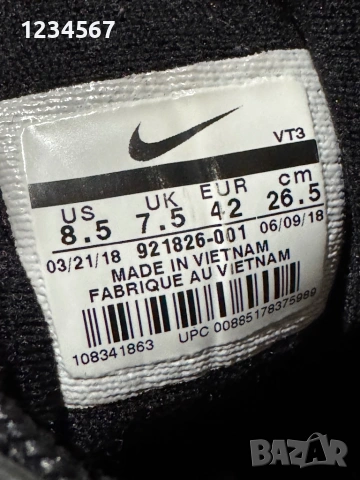 1234567
VT3
US UK EUR cm
8.5 7.5 42 26.5
03/21/18 921826-001 06/09/18
MADE IN VIETNAM
FABRIQUE AU VIETNAM
108341863 UPC 00885178375989
BAZAR